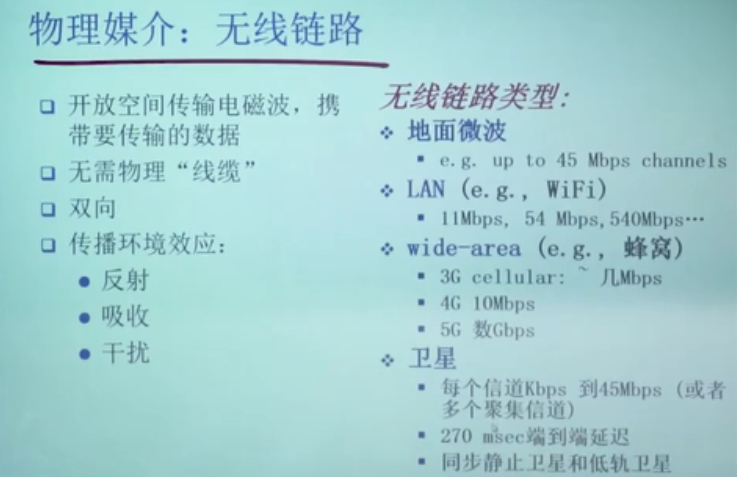 物理媒介：无线链路
开放空间传输电磁波，携
带要传输的数据
无需物理“线缆”
双向
传播环境效应：
反射
吸收
干扰
无线链路类型：
地面微波
e.g. up to 45 Mbps channels
LAN (e.g., WiFi)
11Mbps, 54 Mbps,540Mbps…
wide-area (e.g., 蜂窝)
3G cellular: ~ 几Mbps
4G 10Mbps
5G 数Gbps
卫星
每个信道Kbps 到45Mbps (或者
多个聚集信道)
270 msec端到端延迟
同步静止卫星和低轨卫星